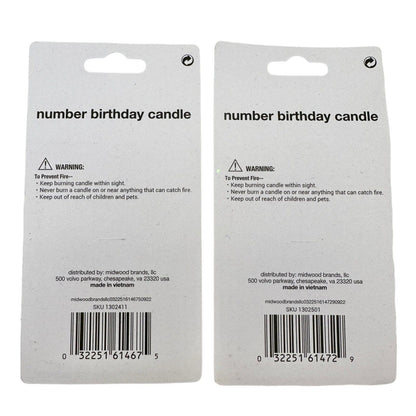 number birthday candle
WARNING:
To Prevent Fire—
• Keep burning candle within sight.
• Never burn a candle on or near anything that can catch fire.
• Keep out of reach of children and pets.
distributed by: midwood brands, llc
500 volvo parkway, chesapeake, va 23320 usa
made in vietnam
SKU 1302411
0 32251 61467 5
number birthday candle
WARNING:
To Prevent Fire—
• Keep burning candle within sight.
• Never burn a candle on or near anything that can catch fire.
• Keep out of reach of children and pets.
distributed by: midwood brands, llc
500 volvo parkway, chesapeake, va 23320 usa
made in vietnam
SKU 1302501
0 32251 61472 9